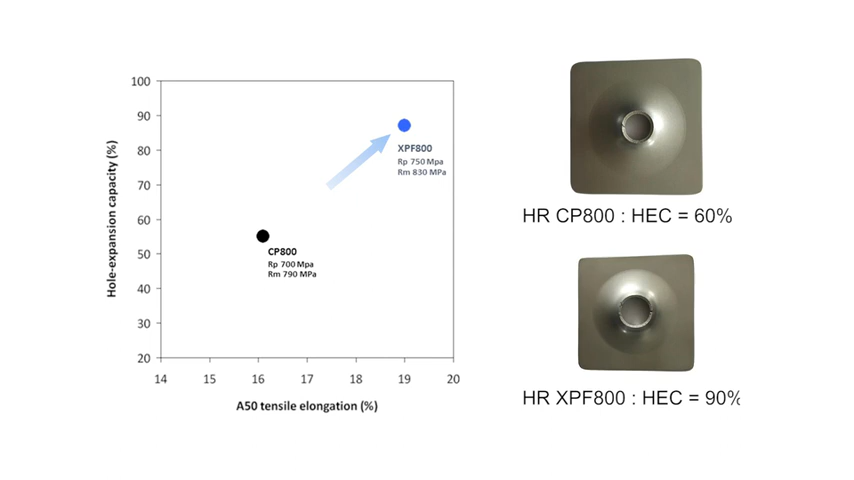 Hole-expansion capacity (%)
100
90
80
70
60
50
40
30
20
14 15 16 17 18 19 20
A50 tensile elongation (%)
XPF800
Rp 750 Mpa
Rm 830 MPa
CP800
Rp 700 Mpa
Rm 790 MPa
HR CP800 : HEC = 60%
HR XPF800 : HEC = 90%